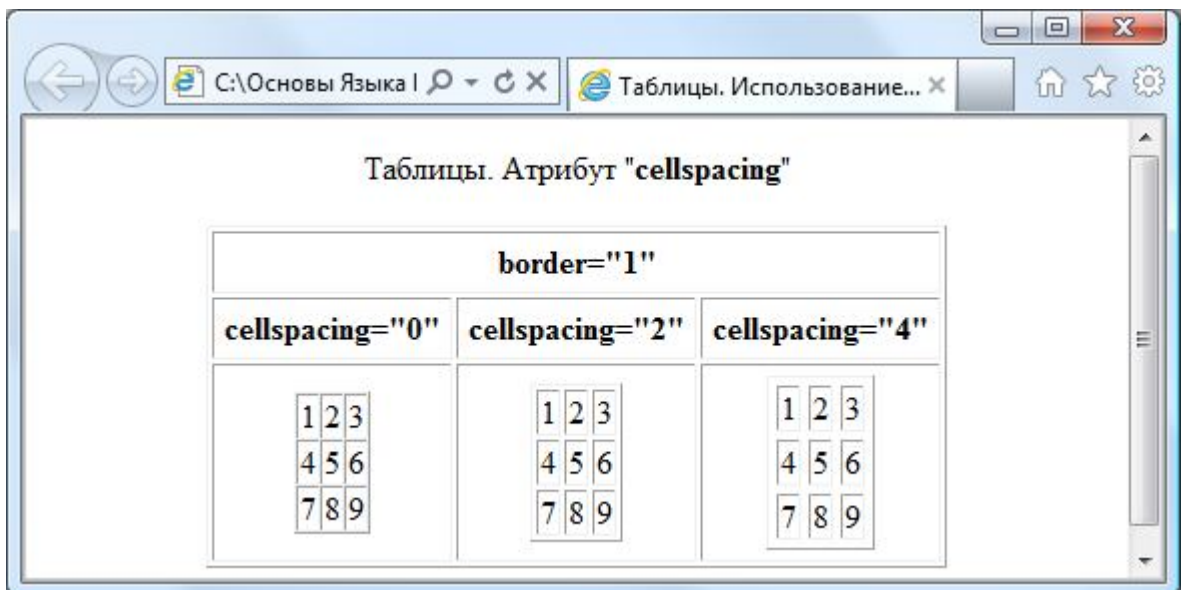 C:\Основы Языка
Таблицы. Использование...
Таблицы. Атрибут "cellspacing"
border="1"
cellspacing="0" cellspacing="2" cellspacing="4"
1 2 3 1 2 3 1 2 3
4 5 6 4 5 6 4 5 6
7 8 9 7 8 9 7 8 9